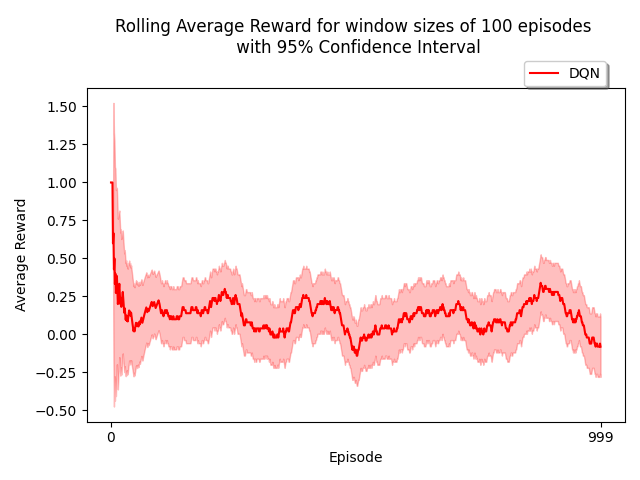 Rolling Average Reward for window sizes of 100 episodes
with 95% Confidence Interval
DQN
1.50
1.25
1.00
0.75
0.50
0.25
0.00
−0.25
−0.50
Average Reward
0
999
Episode